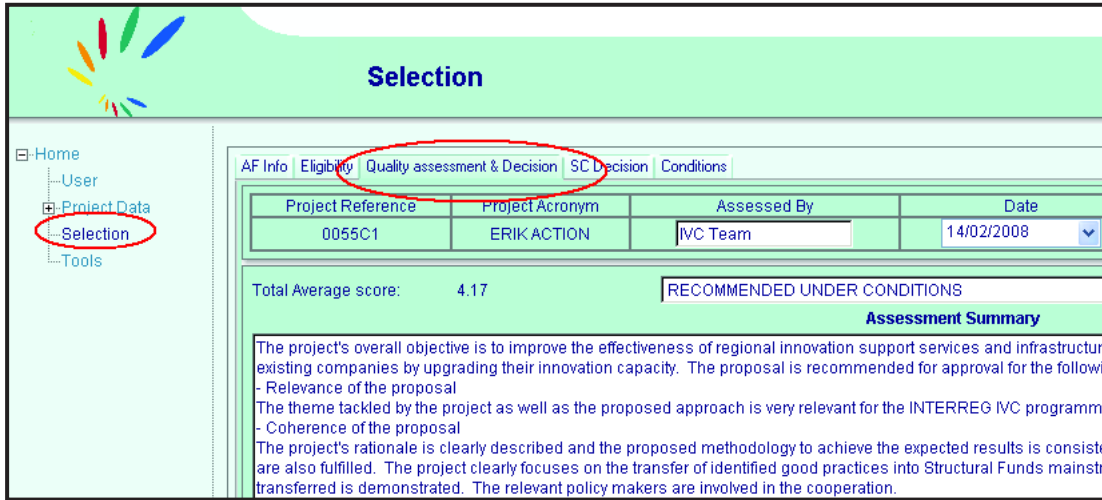 Selection
Home
User
Project Data
Selection
Tools
AF Info Eligibility Quality assessment & Decision SC Decision Conditions
Project Reference Project Acronym Assessed By Date
0055C1 ERIK ACTION IVC Team 14/02/2008
Total Average score: 4.17 RECOMMENDED UNDER CONDITIONS
Assessment Summary
The project's overall objective is to improve the effectiveness of regional innovation support services and infrastructur
existing companies by upgrading their innovation capacity. The proposal is recommended for approval for the followi
- Relevance of the proposal
The theme tackled by the project as well as the proposed approach is very relevant for the INTERREG IVC programm
- Coherence of the proposal
The project's rationale is clearly described and the proposed methodology to achieve the expected results is consiste
are also fulfilled. The project clearly focuses on the transfer of identified good practices into Structural Funds mainstr
transferred is demonstrated. The relevant policy makers are involved in the cooperation.